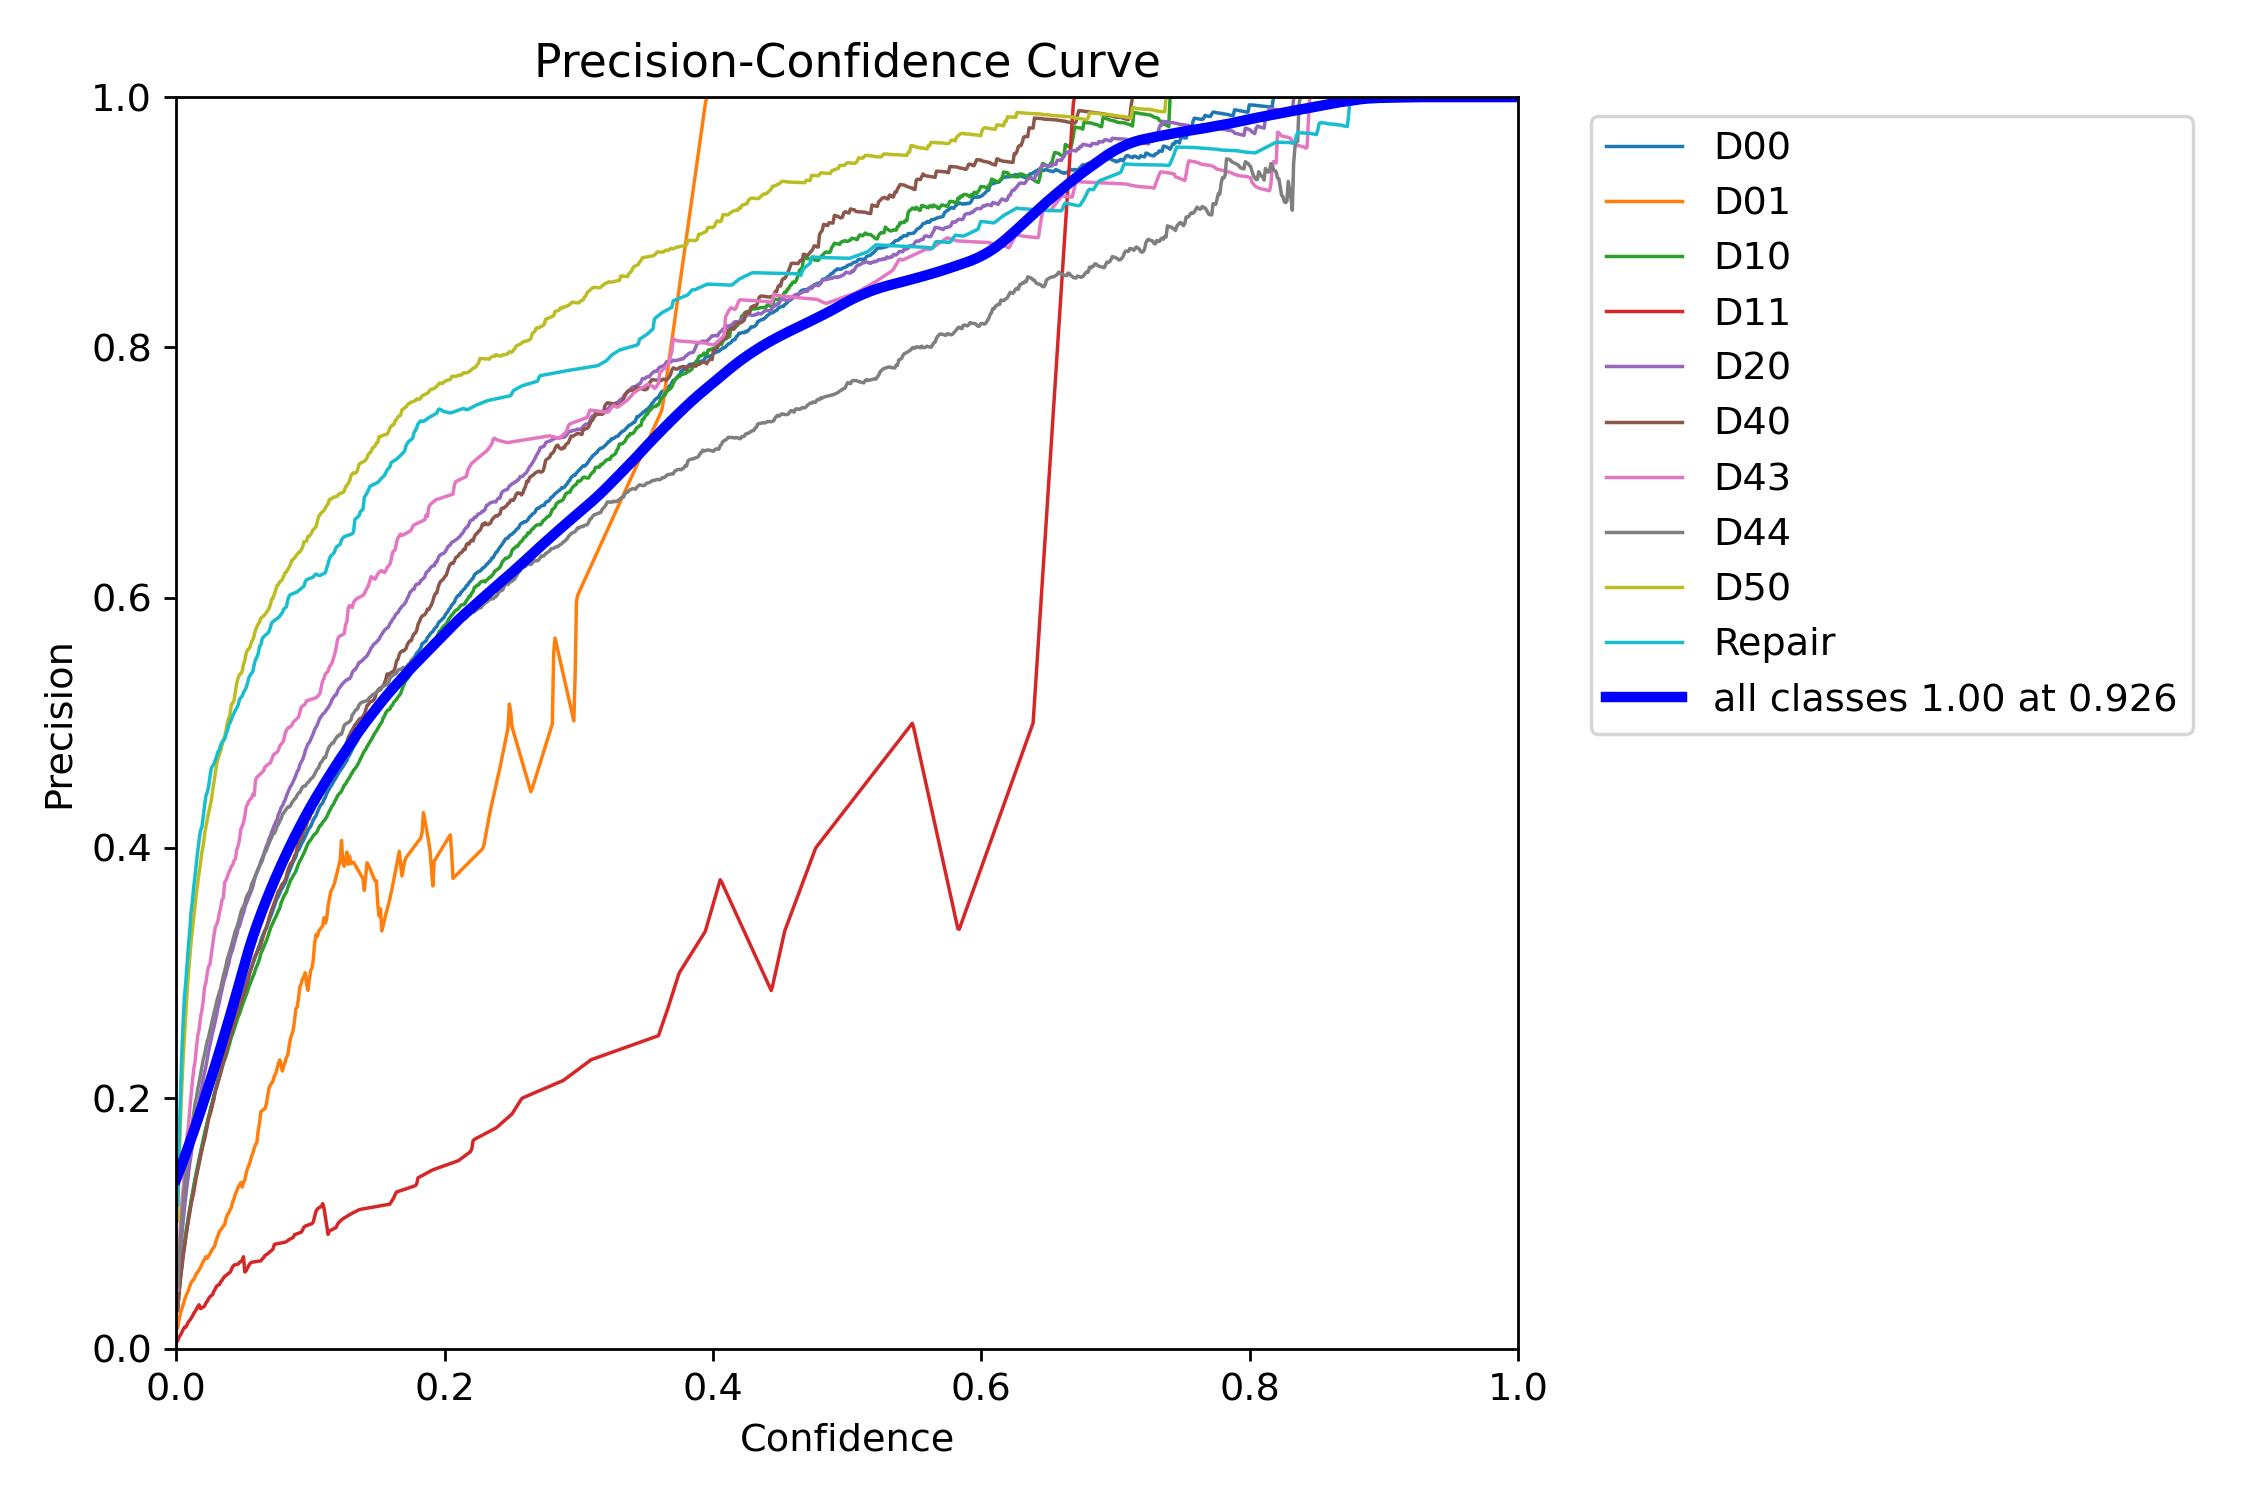 Precision-Confidence Curve
1.0
0.8
0.6
0.4
0.2
0.0
Precision
0.0 0.2 0.4 0.6 0.8 1.0
Confidence
D00
D01
D10
D11
D20
D40
D43
D44
D50
Repair
all classes 1.00 at 0.926